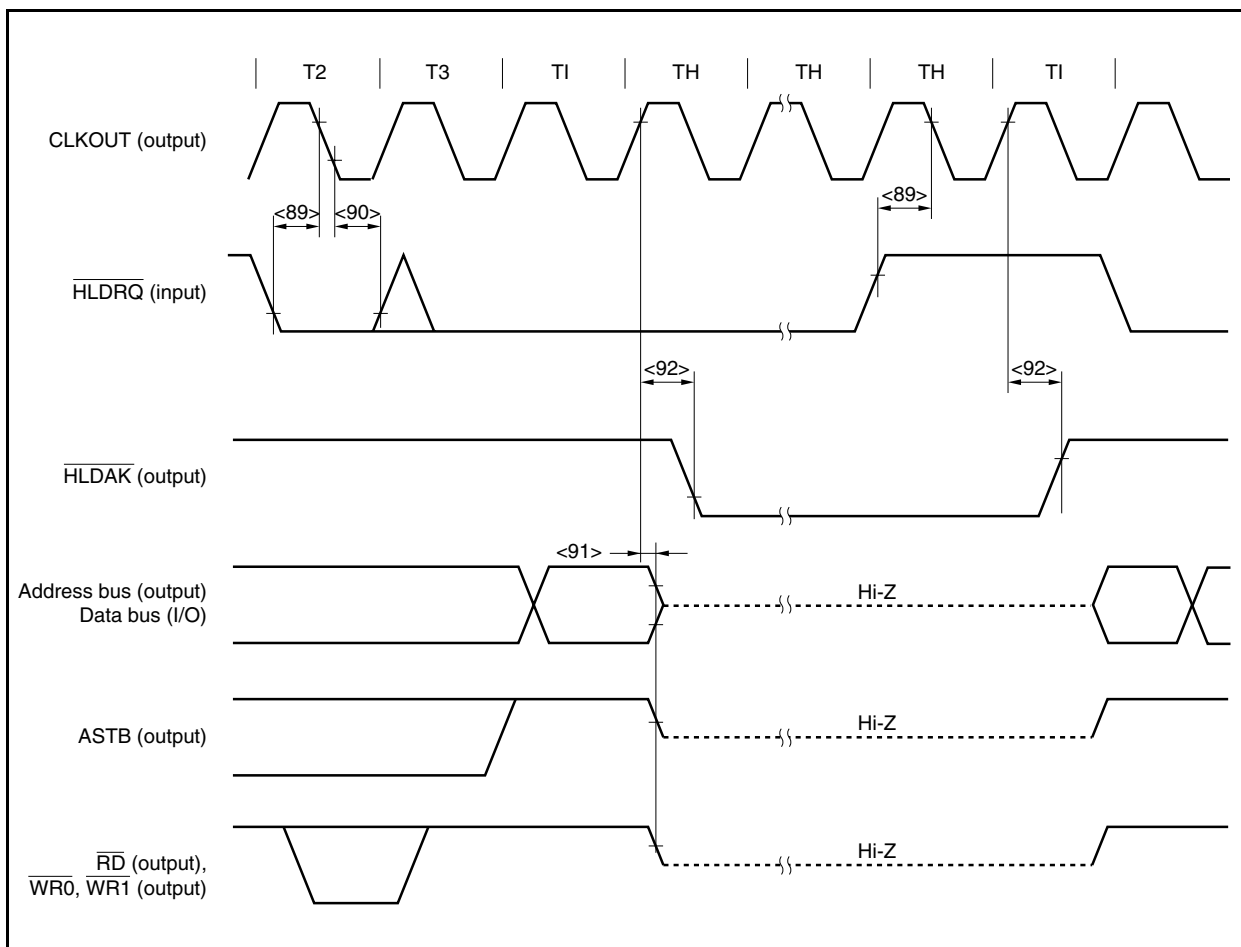 T2 T3 TI TH TH TH TI
CLKOUT (output)
<89> <90> <89>
HLDRQ (input)
<92> <92>
HLDAK (output)
<91>
Address bus (output)
Data bus (I/O)
Hi-Z
ASTB (output)
Hi-Z
RD (output),
WR0, WR1 (output)
Hi-Z